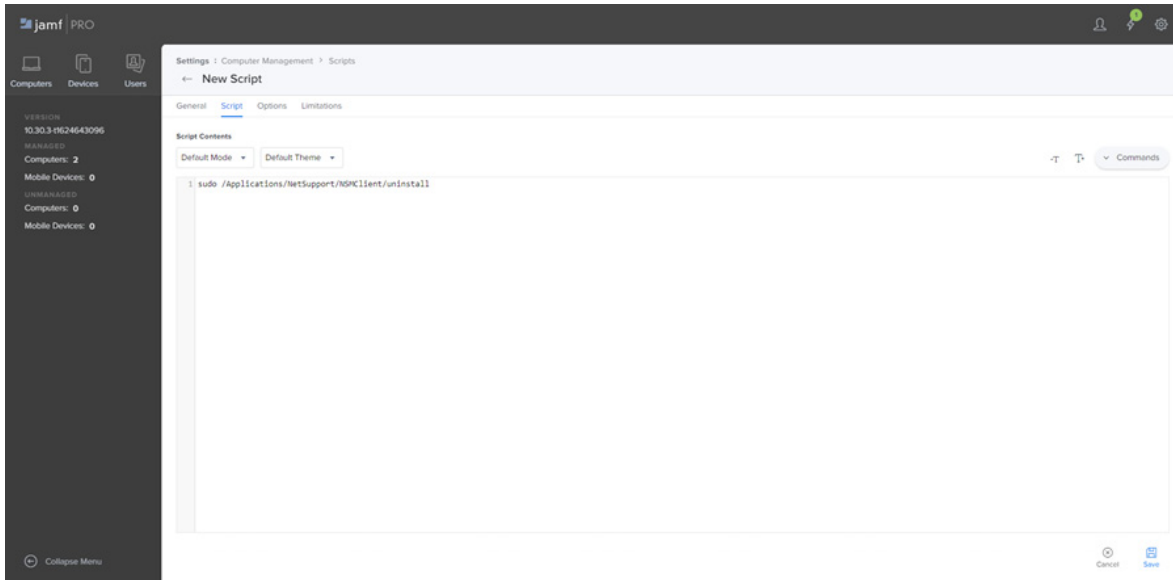 jamf PRO
1
Computers Devices Users
Settings : Computer Management > Scripts
← New Script
General Script Options Limitations
VERSION
10.30.3-t1624643096
MANAGED
Computers: 2
Mobile Devices: 0
UNMANAGED
Computers: 0
Mobile Devices: 0
Script Contents
Default Mode Default Theme
-T T+ Commands
1 sudo /Applications/NetSupport/NSMClient/uninstall
Collapse Menu
Cancel Save